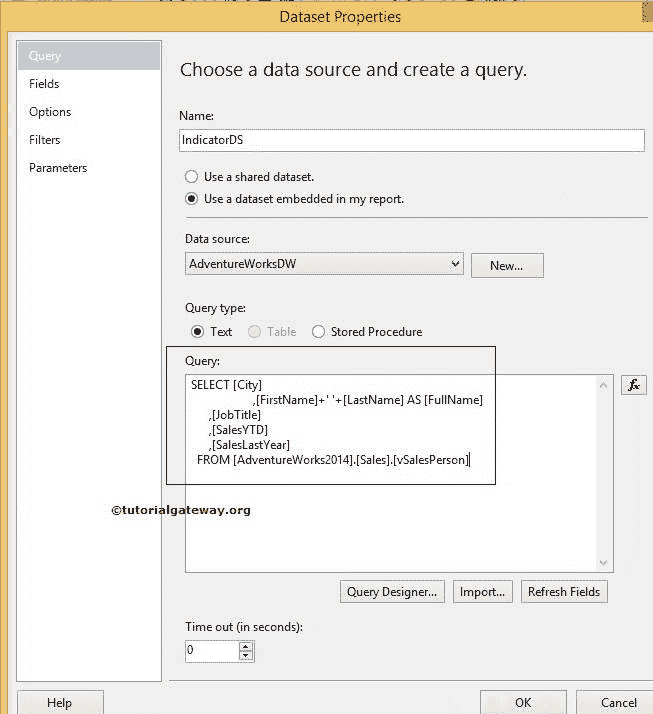 Dataset Properties
Query
Fields
Options
Filters
Parameters
Choose a data source and create a query.
Name:
IndicatorDS
Use a shared dataset.
Use a dataset embedded in my report.
Data source:
AdventureWorksDW
New...
Query type:
Text Table Stored Procedure
Query:
SELECT [City]
,[FirstName]+' '+[LastName] AS [FullName]
,[JobTitle]
,[SalesYTD]
,[SalesLastYear]
FROM [AdventureWorks2014].[Sales].[vSalesPerson]
fx
©tutorialgateway.org
Query Designer... Import... Refresh Fields
Time out (in seconds):
0
Help OK Cancel